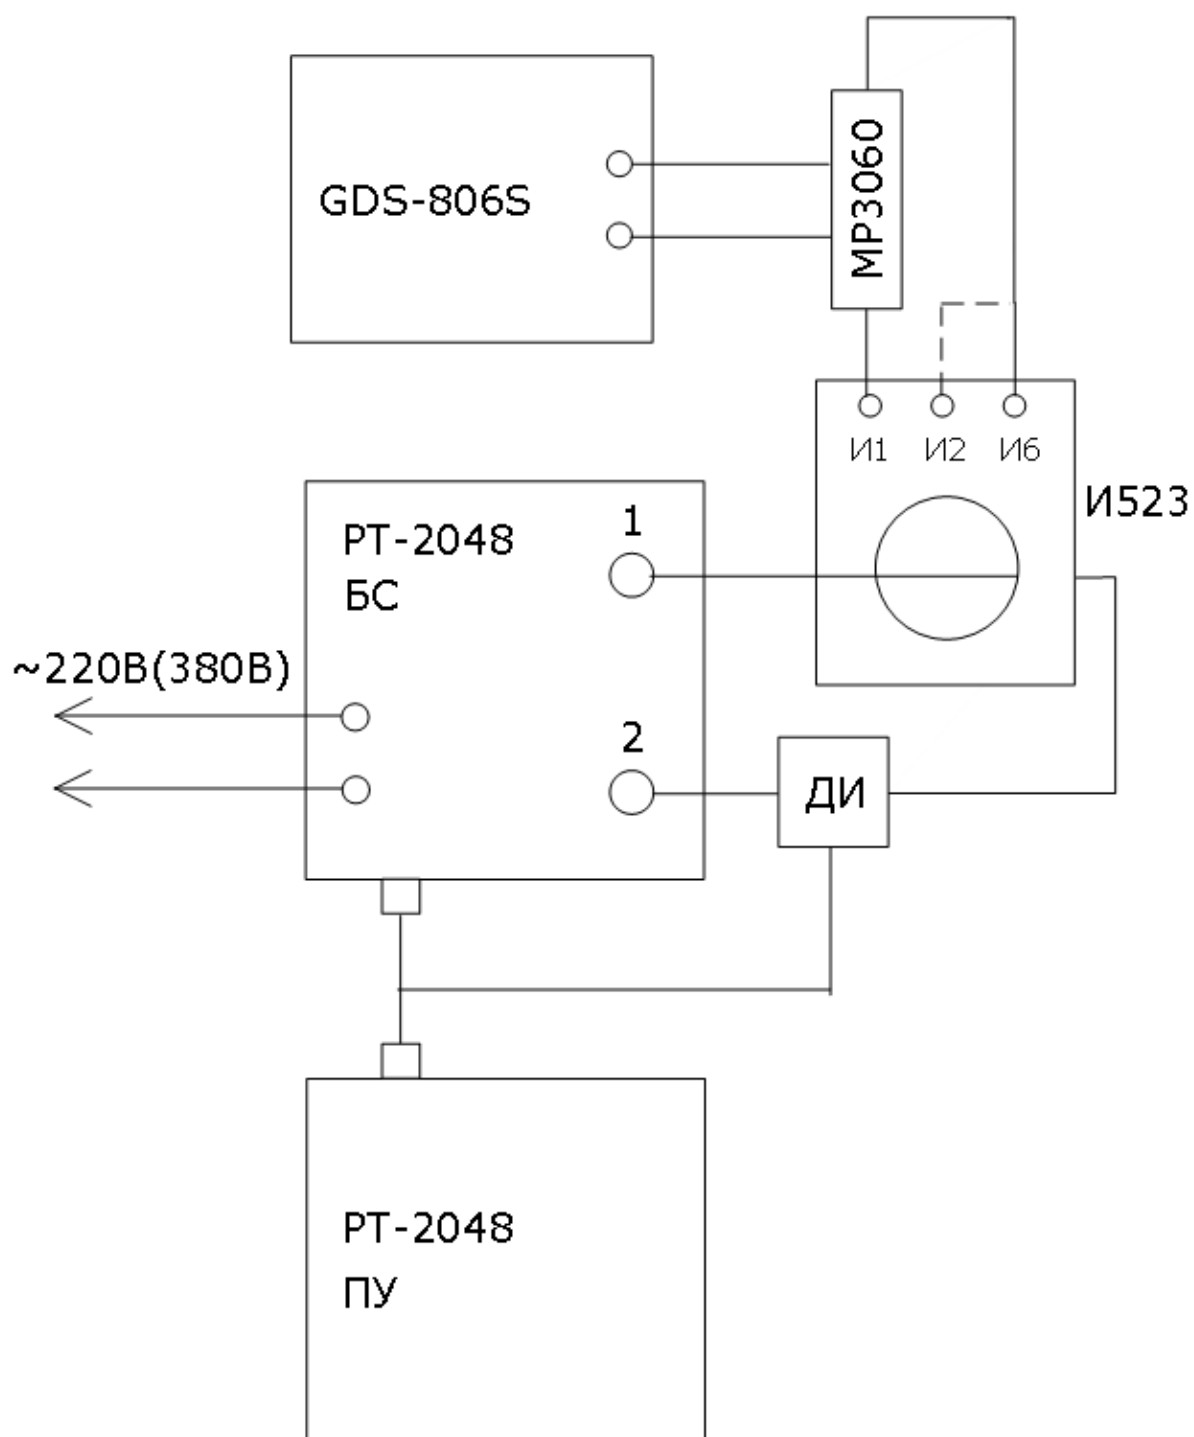 GDS-806S
МР3060
И1 И2 И6
И523
РТ-2048
БС
1
~220В(380В)
2
ДИ
РТ-2048
ПУ